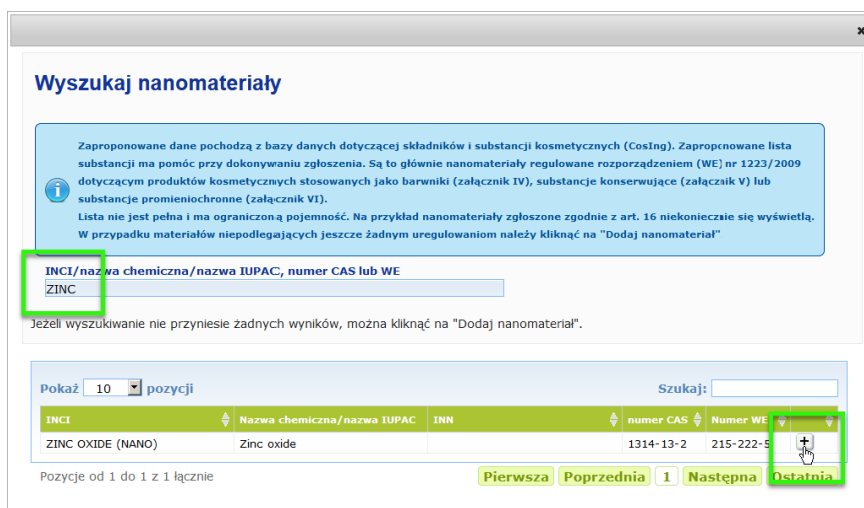 Wyszukaj nanomateriały
Zaproponowane dane pochodzą z bazy danych dotyczącej składników i substancji kosmetycznych (CosIng). Zaproponowane lista
substancji ma pomóc przy dokonywaniu zgłoszenia. Są to głównie nanomateriały regulowane rozporządzeniem (WE) nr 1223/2009
dotyczącym produktów kosmetycznych stosowanych jako barwniki (załącznik IV), substancje konserwujące (załącznik V) lub
substancje promieniochronne (załącznik VI).
Lista nie jest pełna i ma ograniczoną pojemność. Na przykład nanomateriały zgłoszone zgodnie z art. 16 niekoniecznie się wyświetlą.
W przypadku materiałów niepodlegających jeszcze żadnym uregulowaniom należy kliknąć na "Dodaj nanomateriał"
INCI/nazwa chemiczna/nazwa IUPAC, numer CAS lub WE
ZINC
Jeżeli wyszukiwanie nie przyniesie żadnych wyników, można kliknąć na "Dodaj nanomateriał".
Pokaż 10 pozycji Szukaj:
INCI Nazwa chemiczna/nazwa IUPAC INN numer CAS Numer WE
ZINC OXIDE (NANO) Zinc oxide 1314-13-2 215-222-5 +
Pozycje od 1 do 1 z 1 łącznie Pierwsza Poprzednia 1 Następna Ostatnia